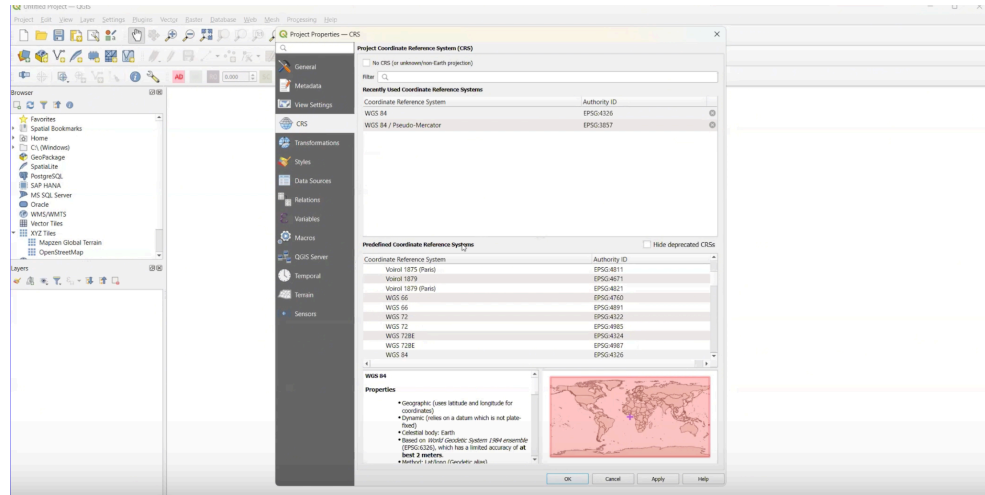 Untitled Project — QGIS
Project Edit View Layer Settings Plugins Vector Raster Database Web Mesh Processing Help
0.000
Browser
Favorites
Spatial Bookmarks
Home
C:\ (Windows)
GeoPackage
SpatiaLite
PostgreSQL
SAP HANA
MS SQL Server
Oracle
WMS/WMTS
Vector Tiles
XYZ Tiles
Mapzen Global Terrain
OpenStreetMap
Layers
Project Properties — CRS
General
Metadata
View Settings
CRS
Transformations
Styles
Data Sources
Relations
Variables
Macros
QGIS Server
Temporal
Terrain
Sensors
Project Coordinate Reference System (CRS)
No CRS (or unknown/non-Earth projection)
Filter
Recently Used Coordinate Reference Systems
Coordinate Reference System Authority ID
WGS 84 EPSG:4326
WGS 84 / Pseudo-Mercator EPSG:3857
Predefined Coordinate Reference Systems Hide deprecated CRSs
Coordinate Reference System Authority ID
Voirol 1875 (Paris) EPSG:4811
Voirol 1879 EPSG:4671
Voirol 1879 (Paris) EPSG:4821
WGS 66 EPSG:4760
WGS 66 EPSG:4891
WGS 72 EPSG:4322
WGS 72 EPSG:4985
WGS 72BE EPSG:4324
WGS 72BE EPSG:4987
WGS 84 EPSG:4326
WGS 84
Properties
• Geographic (uses latitude and longitude for
coordinates)
• Dynamic (relies on a datum which is not plate-
fixed)
• Celestial body: Earth
• Based on World Geodetic System 1984 ensemble
(EPSG:6326), which has a limited accuracy of at
best 2 meters.
• Method: Lat/long (Geodetic alias)
OK Cancel Apply Help